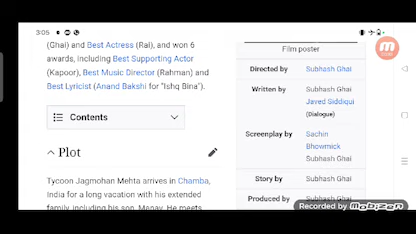 3:05
(Ghai) and Best Actress (Rai), and won 6
awards, including Best Supporting Actor
(Kapoor), Best Music Director (Rahman) and
Best Lyricist (Anand Bakshi for "Ishq Bina").
Contents
Plot
Tycoon Jagmohan Mehta arrives in Chamba,
India for a long vacation with his extended
family, including his son, Manav. He meets
Film poster
Directed by Subhash Ghai
Written by Subhash Ghai
Javed Siddiqui
(Dialogue)
Screenplay by Sachin
Bhowmick
Subhash Ghai
Story by Subhash Ghai
Produced by Subhash Ghai
Recorded by Mobizen